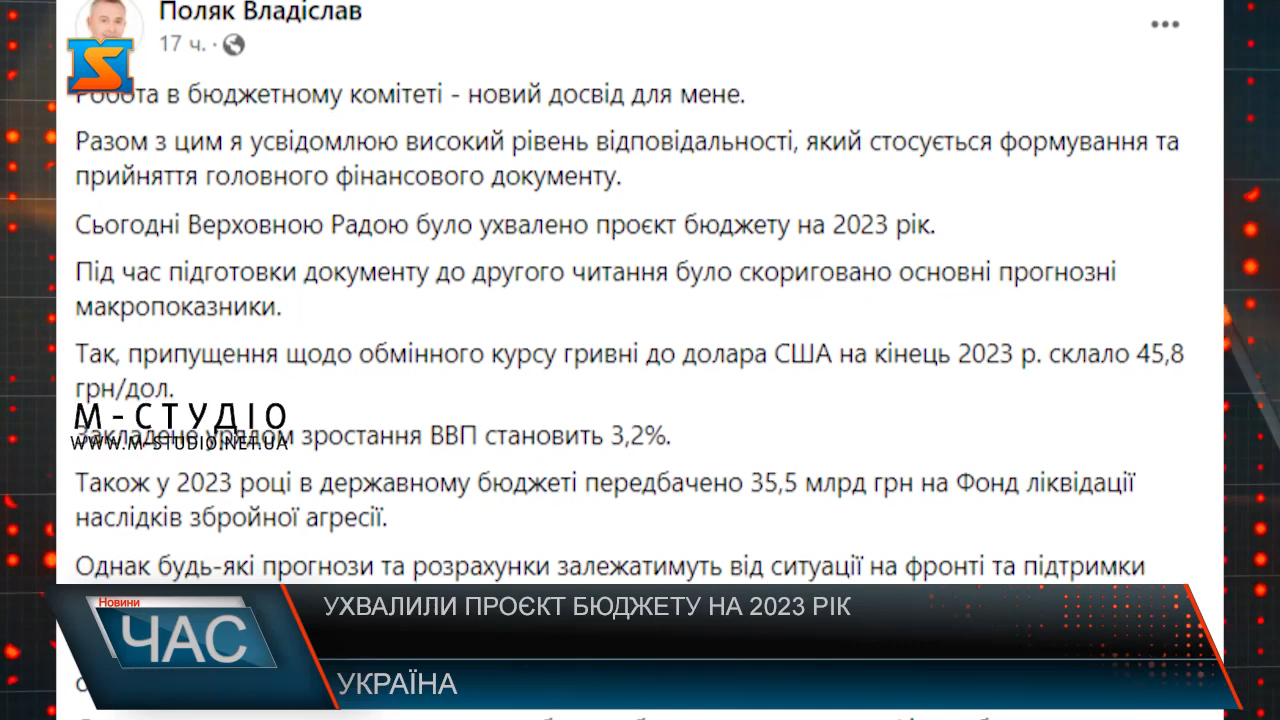 Поляк Владіслав
17 ч. ·
Робота в бюджетному комітеті - новий досвід для мене.
Разом з цим я усвідомлюю високий рівень відповідальності, який стосується формування та
прийняття головного фінансового документу.
Сьогодні Верховною Радою було ухвалено проєкт бюджету на 2023 рік.
Під час підготовки документу до другого читання було скориговано основні прогнозні
макропоказники.
Так, припущення щодо обмінного курсу гривні до долара США на кінець 2023 р. склало 45,8
грн/дол.
М-СТУДІО
Закладено урядом зростання ВВП становить 3,2%.
WWW.M-STUDIO.NET.UA
Також у 2023 році в державному бюджеті передбачено 35,5 млрд грн на Фонд ліквідації
наслідків збройної агресії.
Однак будь-які прогнози та розрахунки залежатимуть від ситуації на фронті та підтримки
Новини
ЧАС
УХВАЛИЛИ ПРОЄКТ БЮДЖЕТУ НА 2023 РІК
УКРАЇНА